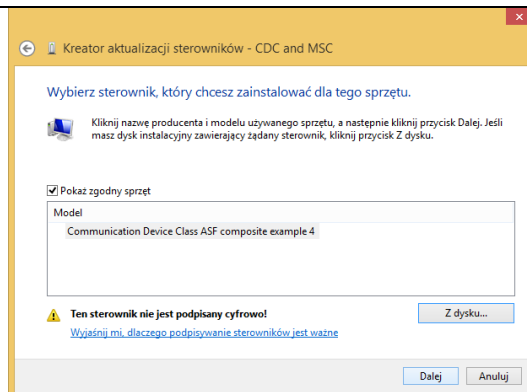 Kreator aktualizacji sterowników - CDC and MSC
Wybierz sterownik, który chcesz zainstalować dla tego sprzętu.
Kliknij nazwę producenta i modelu używanego sprzętu, a następnie kliknij przycisk Dalej. Jeśli
masz dysk instalacyjny zawierający żądany sterownik, kliknij przycisk Z dysku.
Pokaż zgodny sprzęt
Model
Communication Device Class ASF composite example 4
Ten sterownik nie jest podpisany cyfrowo!
Z dysku...
Wyjaśnij mi, dlaczego podpisywanie sterowników jest ważne
Dalej
Anuluj